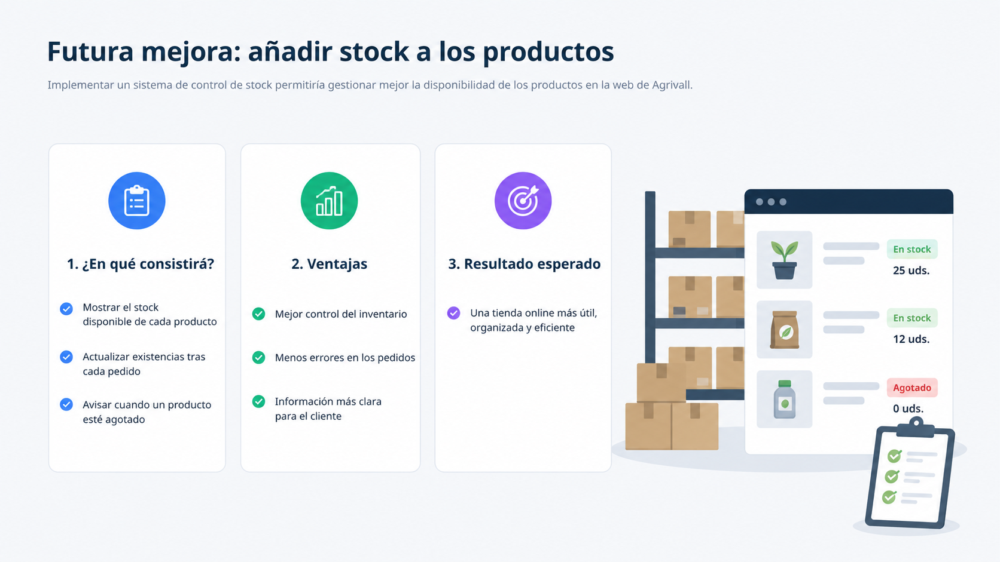 Futura mejora: añadir stock a los productos
Implementar un sistema de control de stock permitiría gestionar mejor la disponibilidad de los productos en la web de Agrivall.
1. ¿En qué consistirá?
Mostrar el stock
disponible de cada producto
Actualizar existencias tras
cada pedido
Avisar cuando un producto
esté agotado
2. Ventajas
Mejor control del inventario
Menos errores en los pedidos
Información más clara
para el cliente
3. Resultado esperado
Una tienda online más útil,
organizada y eficiente
En stock
25 uds.
En stock
12 uds.
Agotado
0 uds.